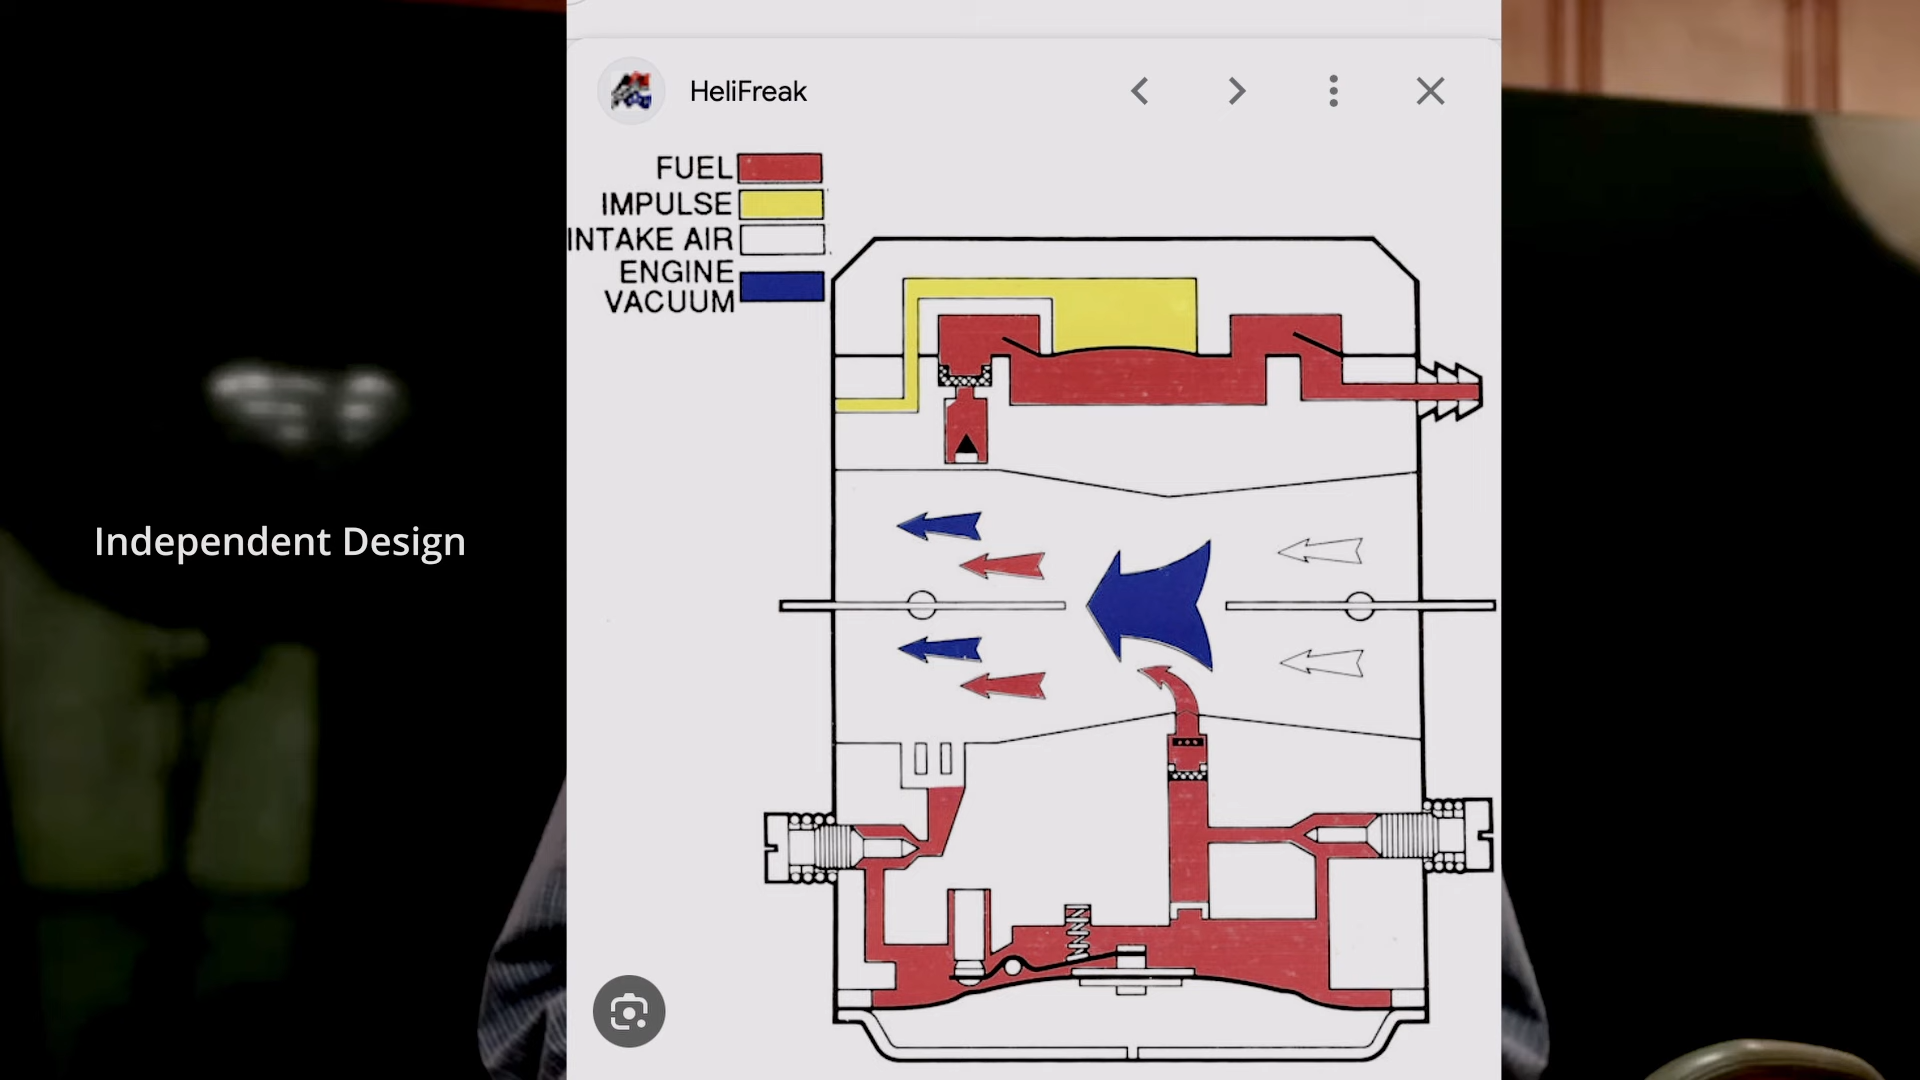 HeliFreak
FUEL
IMPULSE
INTAKE AIR
ENGINE
VACUUM
Independent Design